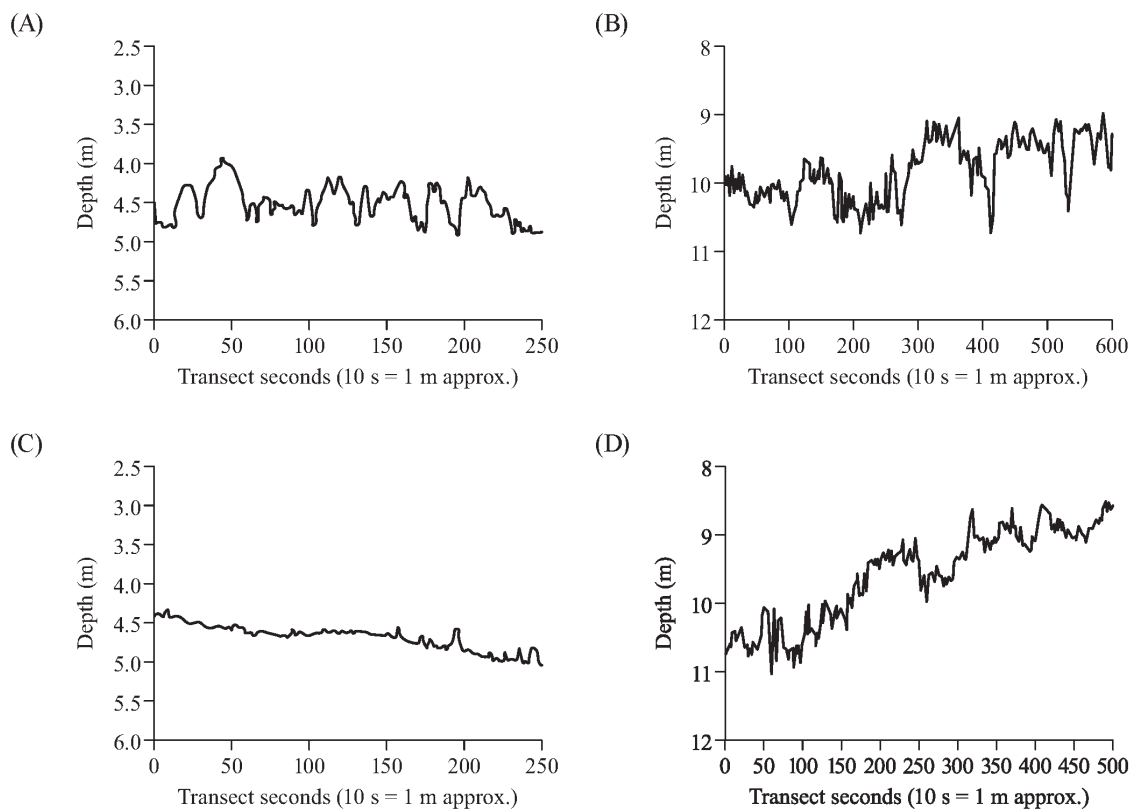 (A)
2.5
3.0
3.5
4.0
4.5
5.0
5.5
6.0
Depth (m)
0 50 100 150 200 250
Transect seconds (10 s = 1 m approx.)
(B)
8
9
10
11
12
Depth (m)
0 100 200 300 400 500 600
Transect seconds (10 s = 1 m approx.)
(C)
2.5
3.0
3.5
4.0
4.5
5.0
5.5
6.0
Depth (m)
0 50 100 150 200 250
Transect seconds (10 s = 1 m approx.)
(D)
8
9
10
11
12
Depth (m)
0 50 100 150 200 250 300 350 400 450 500
Transect seconds (10 s = 1 m approx.)